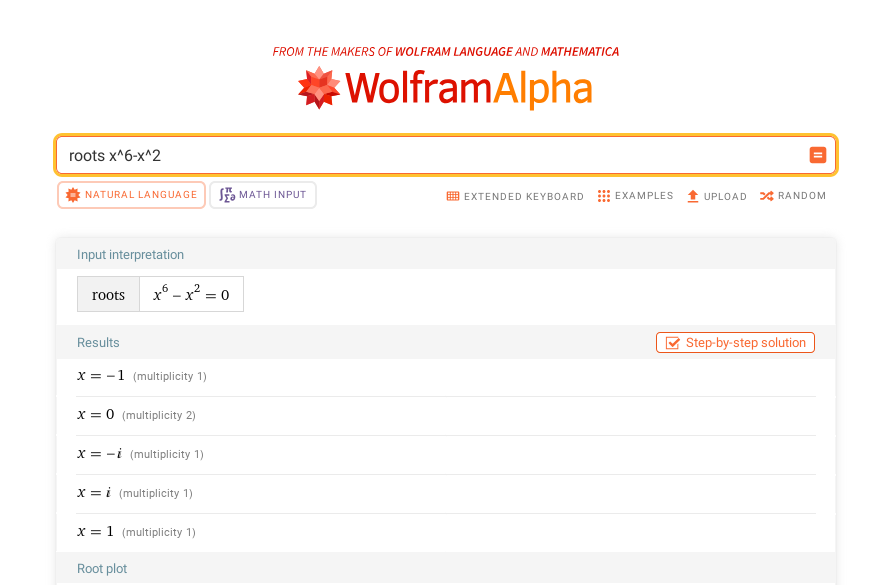 FROM THE MAKERS OF WOLFRAM LANGUAGE AND MATHEMATICA
WolframAlpha
roots x^6-x^2
NATURAL LANGUAGE MATH INPUT EXTENDED KEYBOARD EXAMPLES UPLOAD RANDOM
Input interpretation
roots x⁶ − x² = 0
Results Step-by-step solution
x = −1 (multiplicity 1)
x = 0 (multiplicity 2)
x = −i (multiplicity 1)
x = i (multiplicity 1)
x = 1 (multiplicity 1)
Root plot